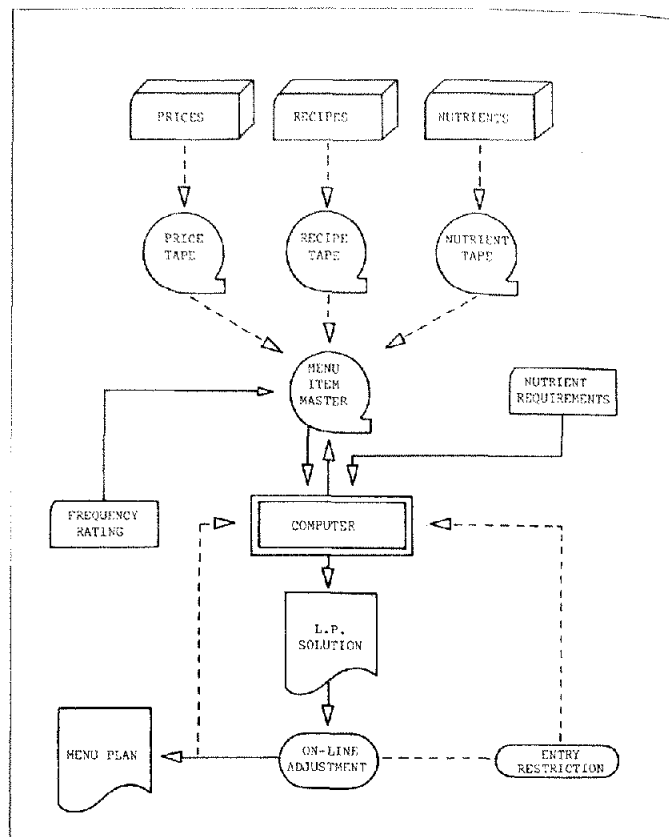 PRICES
RECIPES
NUTRIENTS
PRICE
TAPE
RECIPE
TAPE
NUTRIENT
TAPE
MENU
ITEM
MASTER
NUTRIENT
REQUIREMENTS
FREQUENCY
RATING
COMPUTER
L.P.
SOLUTION
MENU PLAN
ON-LINE
ADJUSTMENT
ENTRY
RESTRICTION